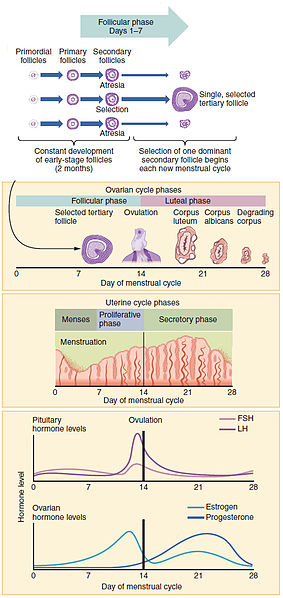 Follicular phase
Days 1–7
Primordial follicles
Primary follicles
Secondary follicles
Atresia
Selection
Atresia
Single, selected
tertiary follicle
Constant development
of early-stage follicles
(2 months)
Selection of one dominant
secondary follicle begins
each new menstrual cycle
Ovarian cycle phases
Follicular phase
Luteal phase
Selected tertiary
follicle
Ovulation
Corpus
luteum
Corpus
albicans
Degrading
corpus
0 7 14 21 28
Day of menstrual cycle
Uterine cycle phases
Menses
Proliferative
phase
Secretory phase
Menstruation
0 7 14 21 28
Day of menstrual cycle
Pituitary
hormone levels
Ovulation
FSH
LH
0 7 14 21 28
Hormone level
Ovarian
hormone levels
Estrogen
Progesterone
0 7 14 21 28
Day of menstrual cycle